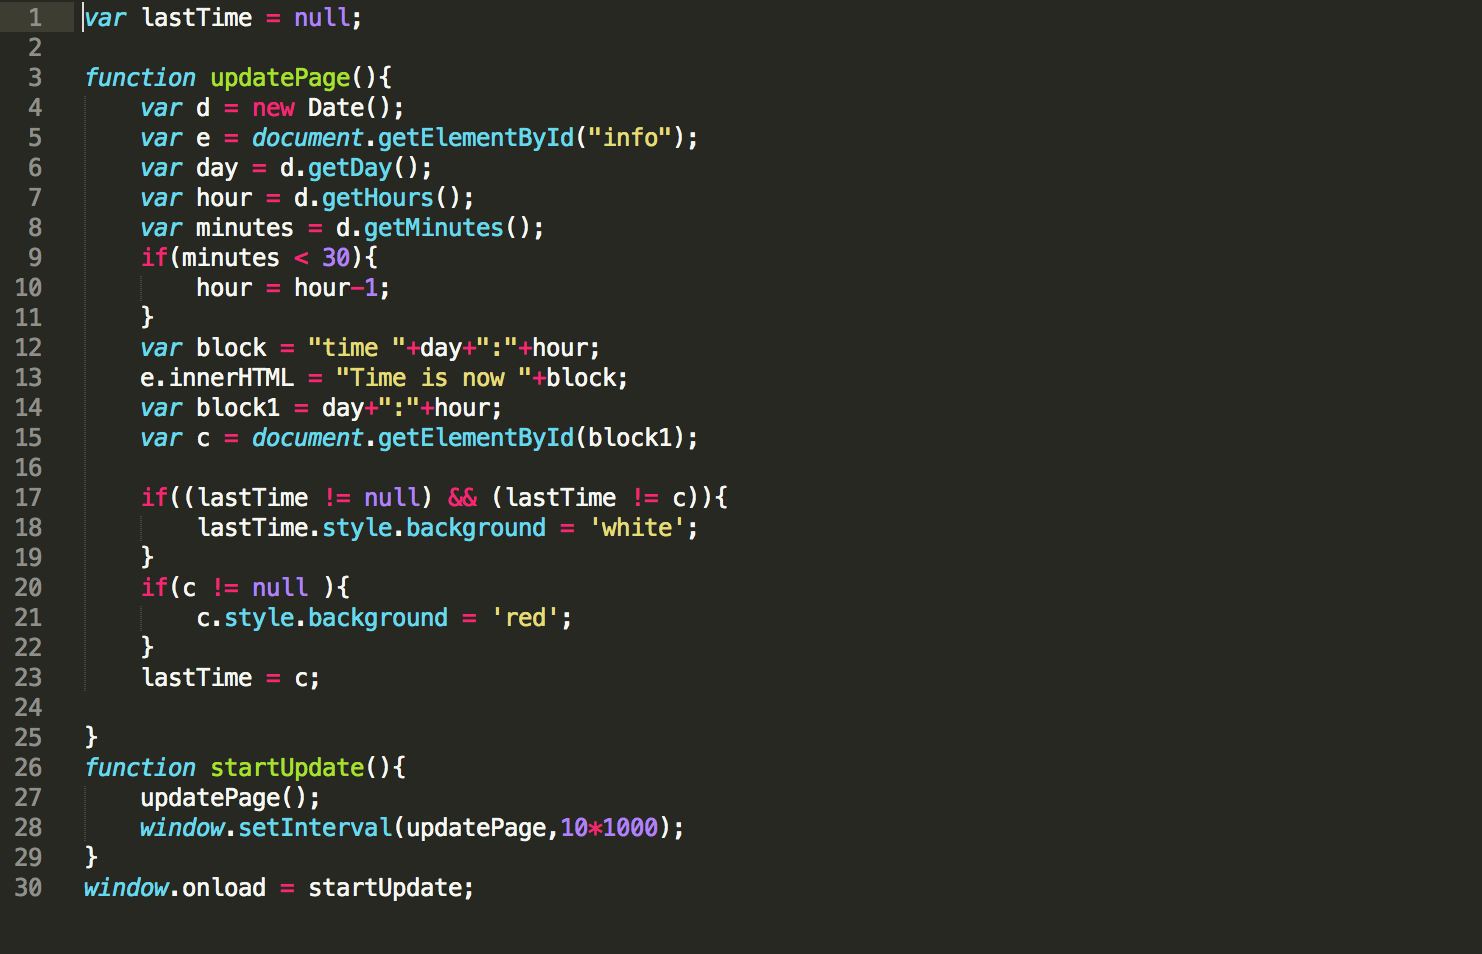 1 var lastTime = null;
2
3 function updatePage(){
4     var d = new Date();
5     var e = document.getElementById("info");
6     var day = d.getDay();
7     var hour = d.getHours();
8     var minutes = d.getMinutes();
9     if(minutes < 30){
10         hour = hour-1;
11     }
12     var block = "time "+day+":"+hour;
13     e.innerHTML = "Time is now "+block;
14     var block1 = day+":"+hour;
15     var c = document.getElementById(block1);
16
17     if((lastTime != null) && (lastTime != c)){
18         lastTime.style.background = 'white';
19     }
20     if(c != null ){
21         c.style.background = 'red';
22     }
23     lastTime = c;
24
25 }
26 function startUpdate(){
27     updatePage();
28     window.setInterval(updatePage,10*1000);
29 }
30 window.onload = startUpdate;